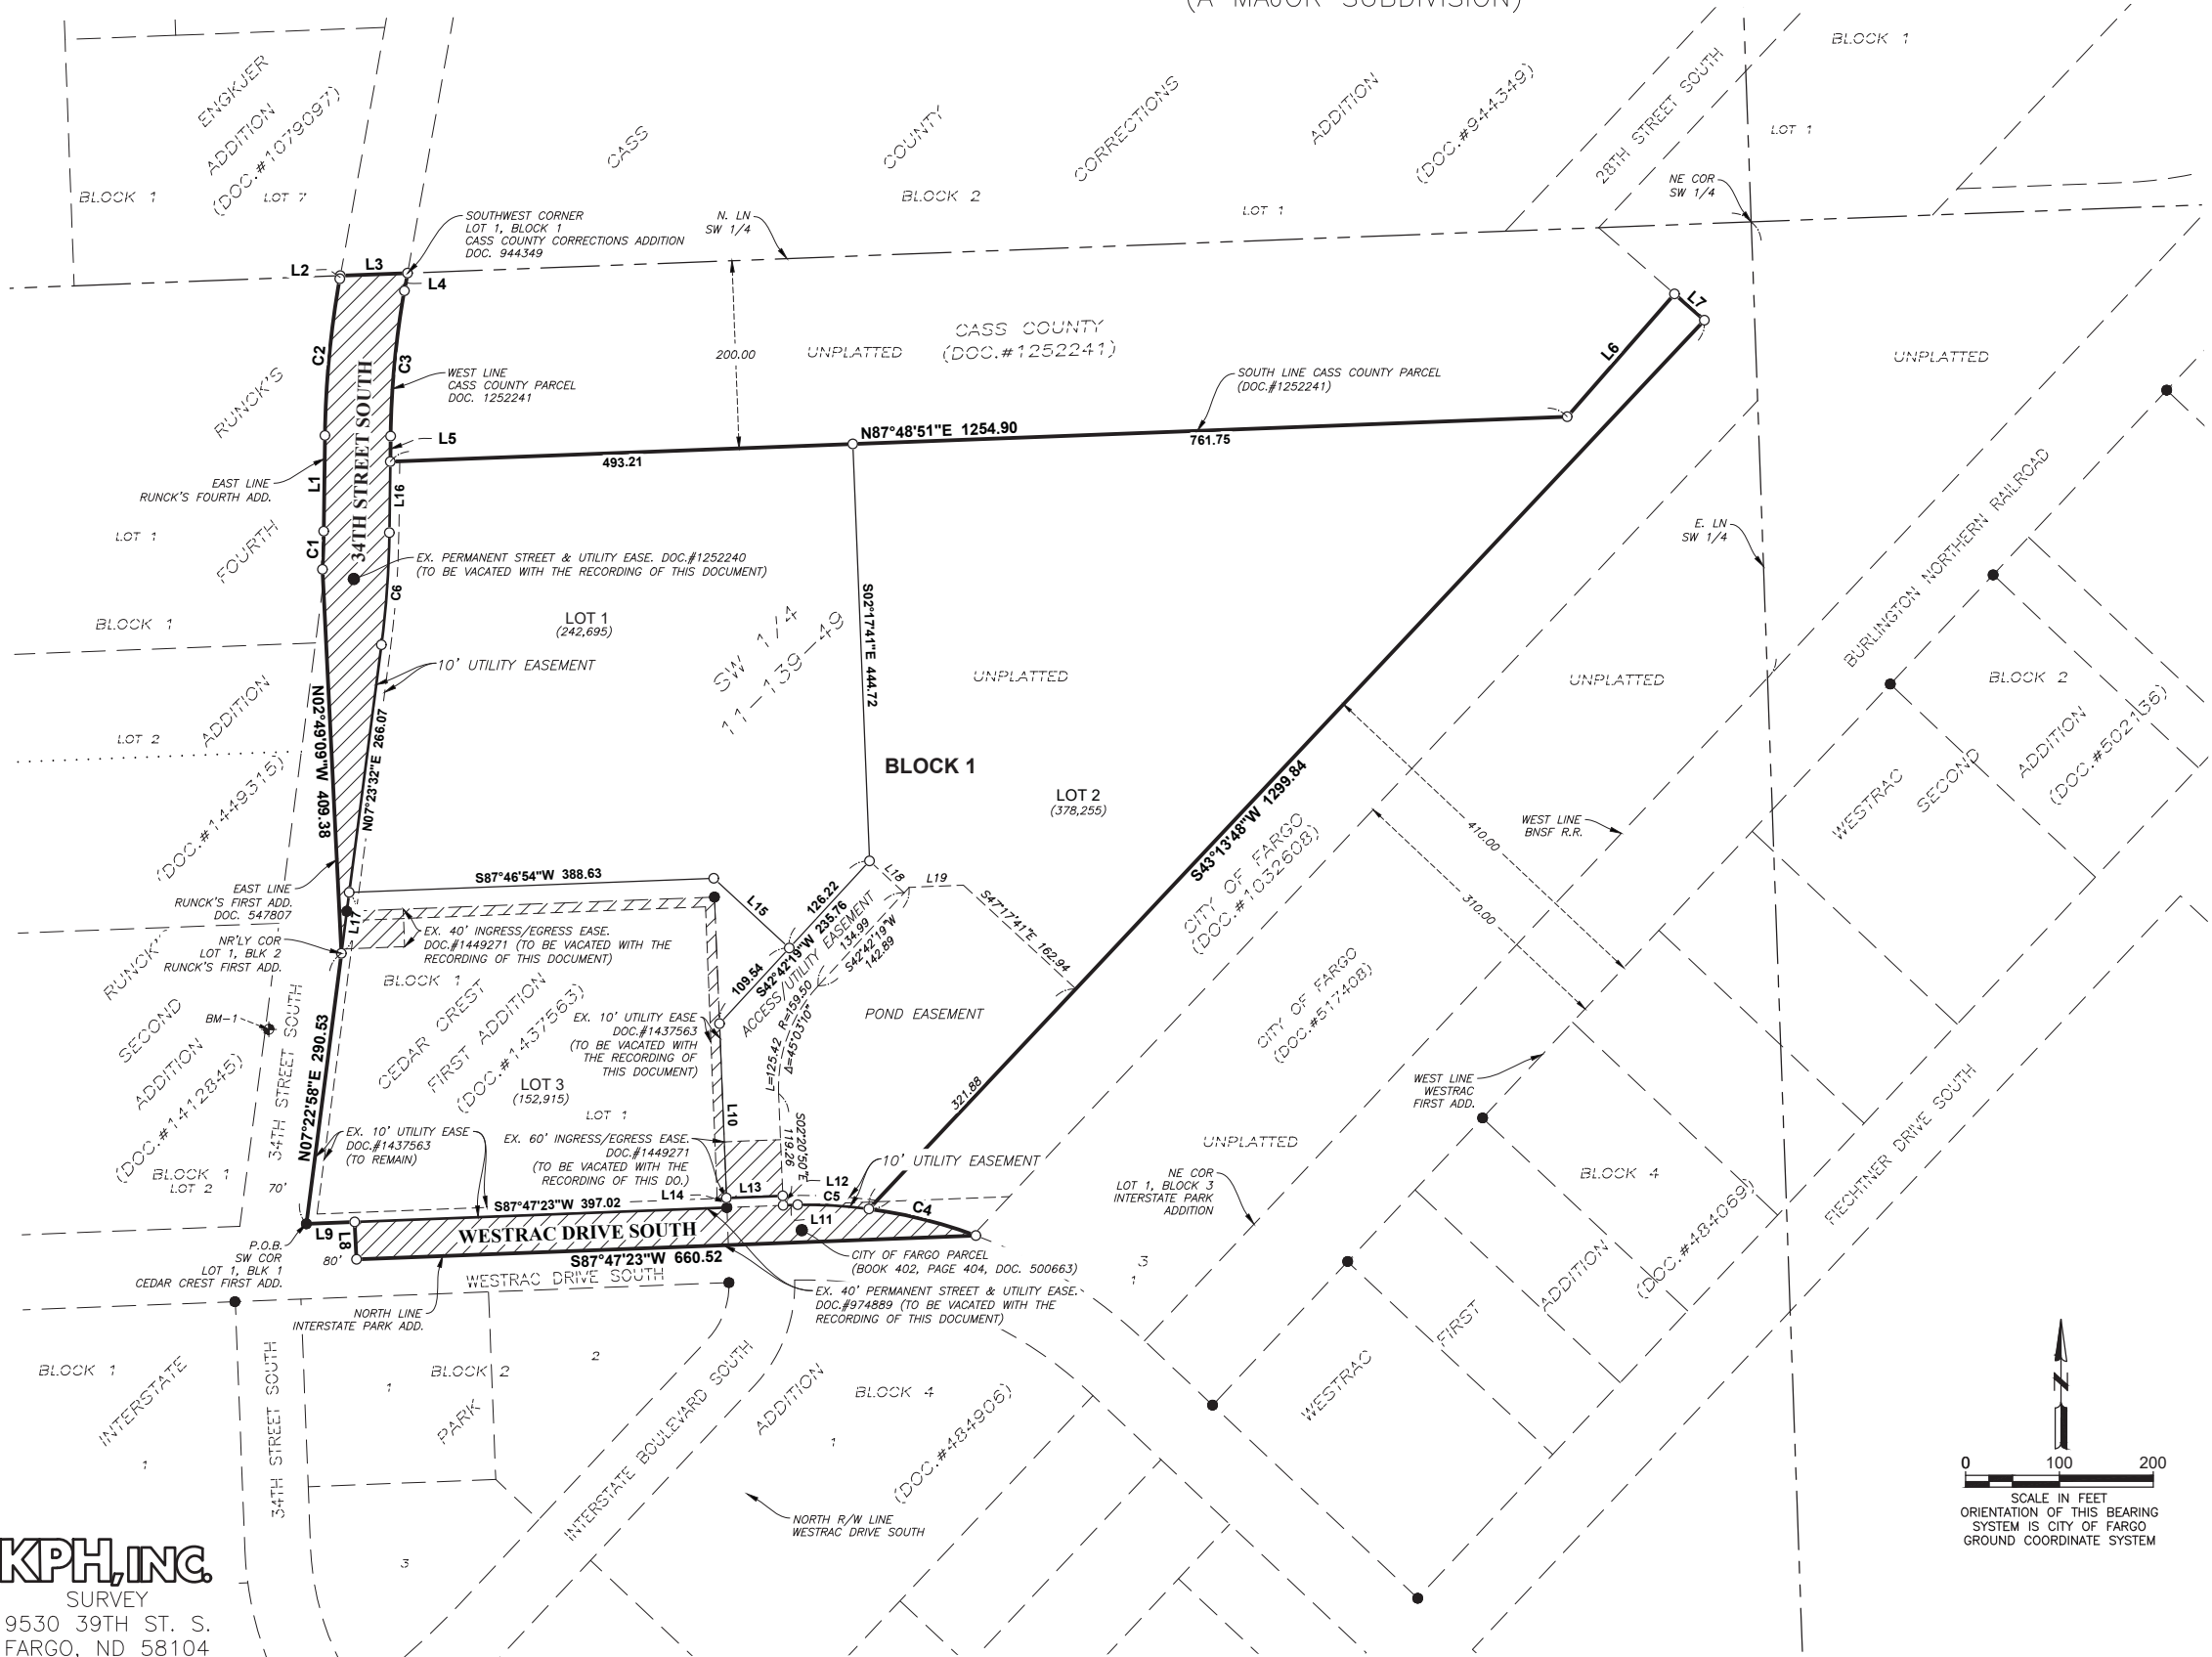 (A MAJOR SUBDIVISION)
ENGKJER
ADDITION
(DOC.#1079097)
BLOCK 1
LOT 7
CASS
COUNTY
CORRECTIONS
ADDITION
(DOC.#944349)
BLOCK 2
LOT 1
28TH STREET SOUTH
BLOCK 1
LOT 1
NE COR
SW 1/4
SOUTHWEST CORNER
LOT 1, BLOCK 1
CASS COUNTY CORRECTIONS ADDITION
DOC. 944349
N. LN
SW 1/4
L2
L3
L4
C2
C3
34TH STREET SOUTH
WEST LINE
CASS COUNTY PARCEL
DOC. 1252241
200.00
UNPLATTED
CASS COUNTY
(DOC.#1252241)
SOUTH LINE CASS COUNTY PARCEL
(DOC.#1252241)
L6
L7
UNPLATTED
L5
N87°48'51"E 1254.90
493.21
761.75
RUNCK'S
EAST LINE
RUNCK'S FOURTH ADD.
L1
L16
LOT 1
FOURTH
C1
EX. PERMANENT STREET & UTILITY EASE. DOC.#1252240
(TO BE VACATED WITH THE RECORDING OF THIS DOCUMENT)
C6
E. LN
SW 1/4
BURLINGTON NORTHERN RAILROAD
BLOCK 1
LOT 1
(242,695)
10' UTILITY EASEMENT
SW 1/4
11-139-49
S02°17'41"E 444.72
UNPLATTED
UNPLATTED
BLOCK 2
WESTRAC
SECOND
ADDITION
(DOC.#502136)
ADDITION
LOT 2
(DOC.#1449315)
N02°49'09"W 409.38
N07°23'32"E 266.07
BLOCK 1
LOT 2
(378,255)
S43°13'48"W 1299.84
CITY OF FARGO
(DOC.#1032608)
410.00
310.00
WEST LINE
BNSF R.R.
EAST LINE
RUNCK'S FIRST ADD.
DOC. 547807
S87°46'54"W 388.63
L17
L15
126.22
S42°42'19"W 235.76
109.54
L18
L19
ACCESS/UTILITY EASEMENT
134.99
S42°42'19"W
142.89
S47°17'41"E 162.94
NR'LY COR
LOT 1, BLK 2
RUNCK'S FIRST ADD.
EX. 40' INGRESS/EGRESS EASE.
DOC.#1449271 (TO BE VACATED WITH THE
RECORDING OF THIS DOCUMENT)
RUNCK'S
SECOND
ADDITION
(DOC.#1412845)
BM-1
34TH STREET SOUTH
BLOCK 1
CEDAR CREST
FIRST ADDITION
(DOC.#1437563)
EX. 10' UTILITY EASE
DOC.#1437563
(TO BE VACATED WITH
THE RECORDING OF
THIS DOCUMENT)
L=125.42 R=159.50
Δ=45°03'10"
POND EASEMENT
CITY OF FARGO
(DOC.#517408)
N07°22'58"E 290.53
LOT 3
(152,915)
LOT 1
L10
321.88
WEST LINE
WESTRAC
FIRST ADD.
EX. 10' UTILITY EASE
DOC.#1437563
(TO REMAIN)
EX. 60' INGRESS/EGRESS EASE.
DOC.#1449271
(TO BE VACATED WITH THE
RECORDING OF THIS DO.)
S02°20'50"E
119.26
10' UTILITY EASEMENT
UNPLATTED
NE COR
LOT 1, BLOCK 3
INTERSTATE PARK
ADDITION
BLOCK 4
FIECHTNER DRIVE SOUTH
BLOCK 1
LOT 2
70'
L14
L13
L12
C5
C4
S87°47'23"W 397.02
L9
L8
WESTRAC DRIVE SOUTH
L11
P.O.B.
SW COR
LOT 1, BLK 1
CEDAR CREST FIRST ADD.
80'
S87°47'23"W 660.52
WESTRAC DRIVE SOUTH
CITY OF FARGO PARCEL
(BOOK 402, PAGE 404, DOC. 500663)
EX. 40' PERMANENT STREET & UTILITY EASE.
DOC.#974889 (TO BE VACATED WITH THE
RECORDING OF THIS DOCUMENT)
3
1
NORTH LINE
INTERSTATE PARK ADD.
WESTRAC
FIRST
ADDITION
(DOC.#484069)
BLOCK 1
INTERSTATE
1
34TH STREET SOUTH
1
BLOCK 2
PARK
2
3
INTERSTATE BOULEVARD SOUTH
ADDITION
BLOCK 4
1
(DOC.#484906)
NORTH R/W LINE
WESTRAC DRIVE SOUTH
N
0 100 200
SCALE IN FEET
ORIENTATION OF THIS BEARING
SYSTEM IS CITY OF FARGO
GROUND COORDINATE SYSTEM
KPH, INC.
SURVEY
9530 39TH ST. S.
FARGO, ND 58104